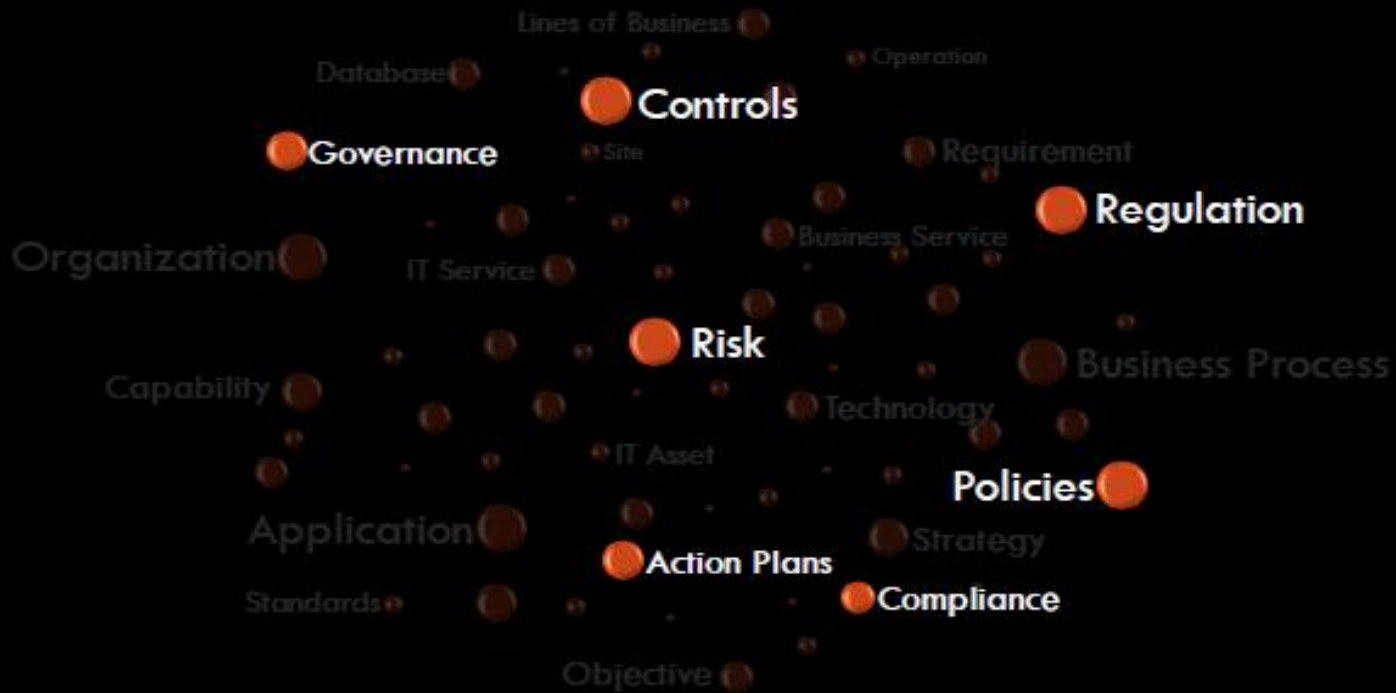 Lines of Business
Operation
Database
Controls
Governance
Site
Requirement
Regulation
Business Service
Organization
IT Service
Risk
Business Process
Capability
Technology
IT Asset
Policies
Application
Strategy
Action Plans
Compliance
Standards
Objective